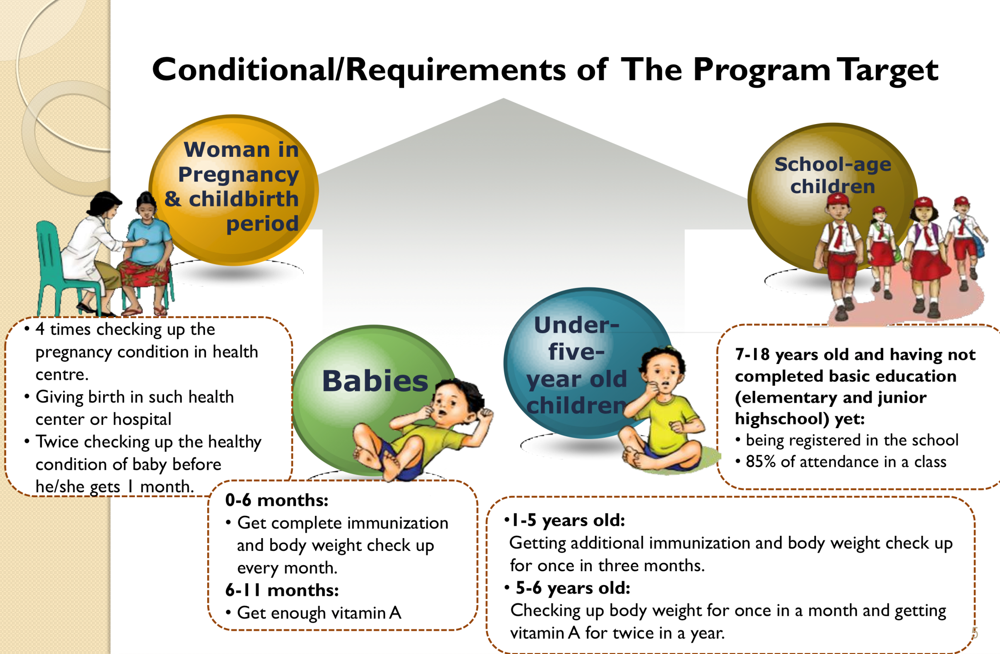 Conditional/Requirements of The Program Target
Woman in
Pregnancy
& childbirth
period
• 4 times checking up the
pregnancy condition in health
centre.
• Giving birth in such health
center or hospital
• Twice checking up the healthy
condition of baby before
he/she gets 1 month.
Babies
0-6 months:
• Get complete immunization
and body weight check up
every month.
6-11 months:
• Get enough vitamin A
Under-
five-
year old
children
•1-5 years old:
Getting additional immunization and body weight check up
for once in three months.
• 5-6 years old:
Checking up body weight for once in a month and getting
vitamin A for twice in a year.
School-age
children
7-18 years old and having not
completed basic education
(elementary and junior
highschool) yet:
• being registered in the school
• 85% of attendance in a class
5